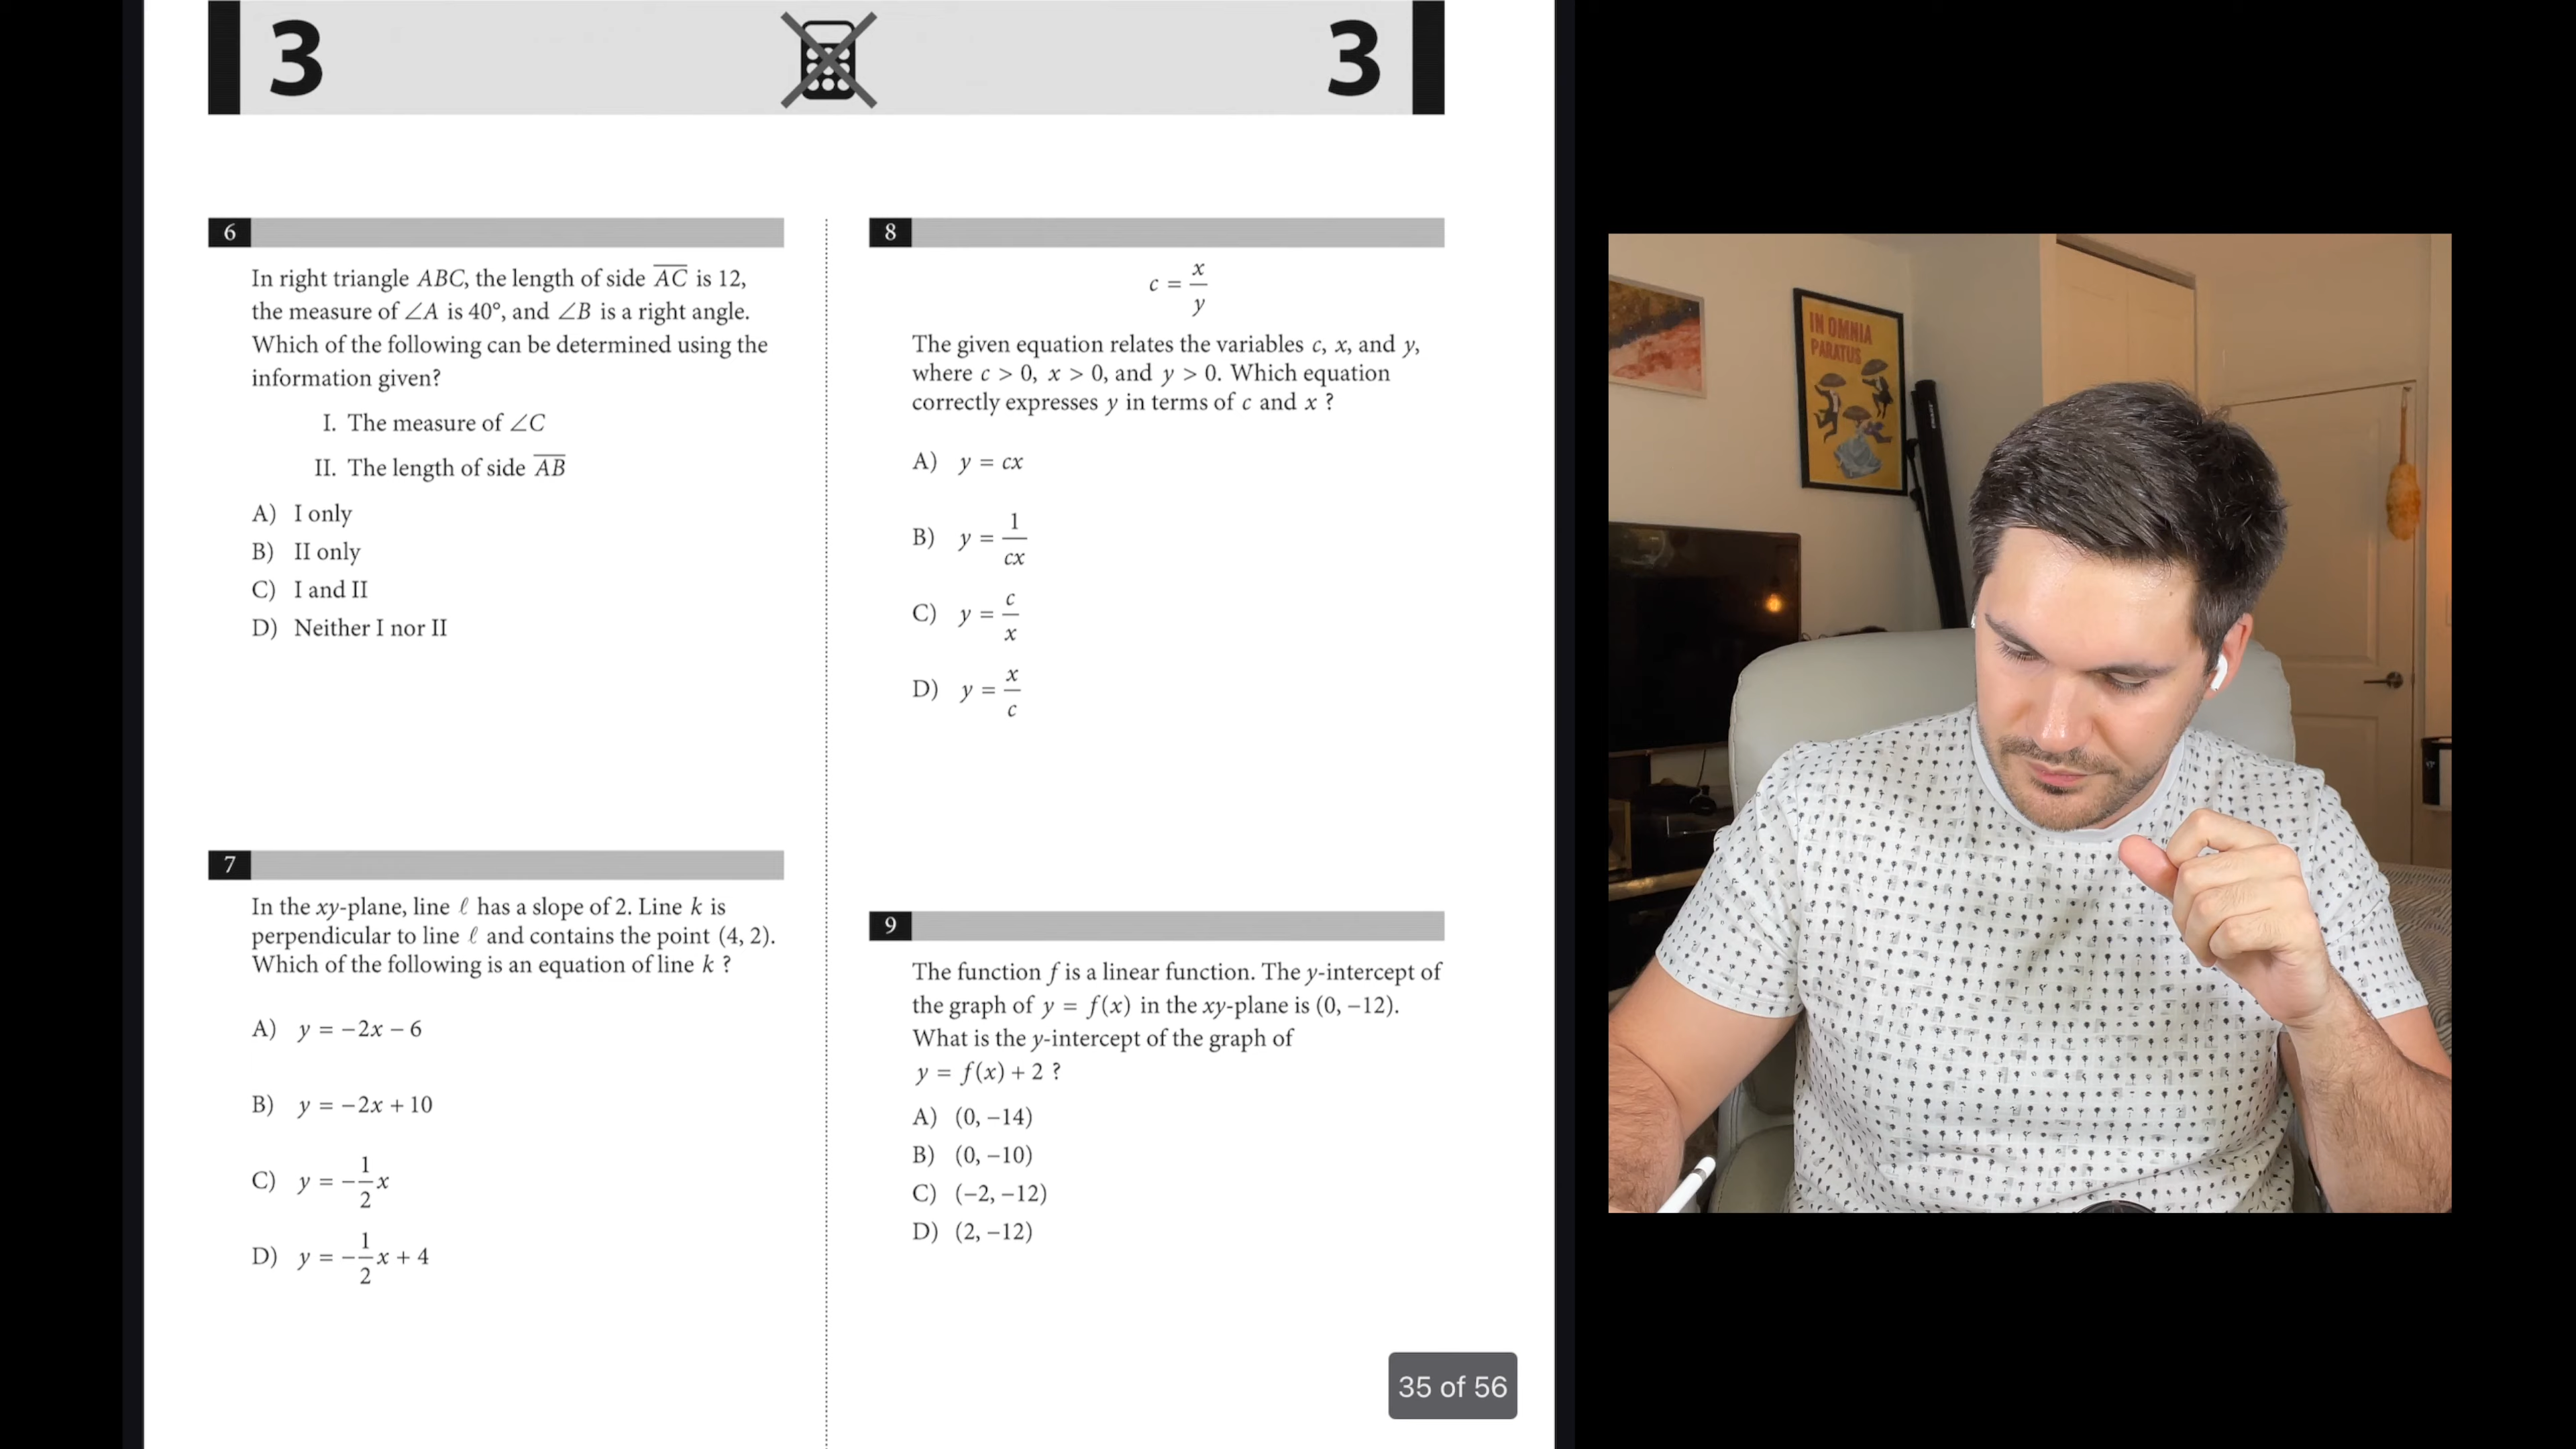 3 3
6
In right triangle ABC, the length of side AC is 12,
the measure of ∠A is 40°, and ∠B is a right angle.
Which of the following can be determined using the
information given?
I. The measure of ∠C
II. The length of side AB
A) I only
B) II only
C) I and II
D) Neither I nor II
7
In the xy-plane, line ℓ has a slope of 2. Line k is
perpendicular to line ℓ and contains the point (4, 2).
Which of the following is an equation of line k ?
A) y = −2x − 6
B) y = −2x + 10
C) y = −1/2 x
D) y = −1/2 x + 4
8
c = x/y
The given equation relates the variables c, x, and y,
where c > 0, x > 0, and y > 0. Which equation
correctly expresses y in terms of c and x ?
A) y = cx
B) y = 1/cx
C) y = c/x
D) y = x/c
9
The function f is a linear function. The y-intercept of
the graph of y = f(x) in the xy-plane is (0, −12).
What is the y-intercept of the graph of
y = f(x) + 2 ?
A) (0, −14)
B) (0, −10)
C) (−2, −12)
D) (2, −12)
35 of 56
IN OMNIA
PARATUS